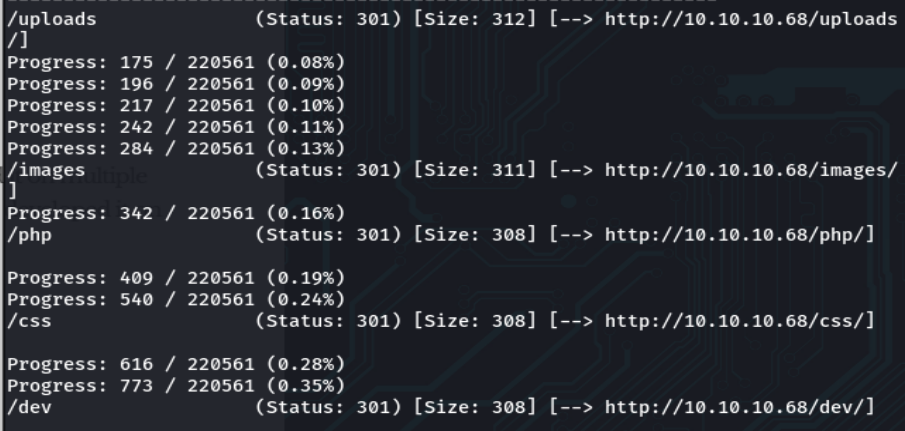 /uploads (Status: 301) [Size: 312] [--> http://10.10.10.68/uploads
/]
Progress: 175 / 220561 (0.08%)
Progress: 196 / 220561 (0.09%)
Progress: 217 / 220561 (0.10%)
Progress: 242 / 220561 (0.11%)
Progress: 284 / 220561 (0.13%)
/images (Status: 301) [Size: 311] [--> http://10.10.10.68/images/
]
Progress: 342 / 220561 (0.16%)
/php (Status: 301) [Size: 308] [--> http://10.10.10.68/php/]
Progress: 409 / 220561 (0.19%)
Progress: 540 / 220561 (0.24%)
/css (Status: 301) [Size: 308] [--> http://10.10.10.68/css/]
Progress: 616 / 220561 (0.28%)
Progress: 773 / 220561 (0.35%)
/dev (Status: 301) [Size: 308] [--> http://10.10.10.68/dev/]